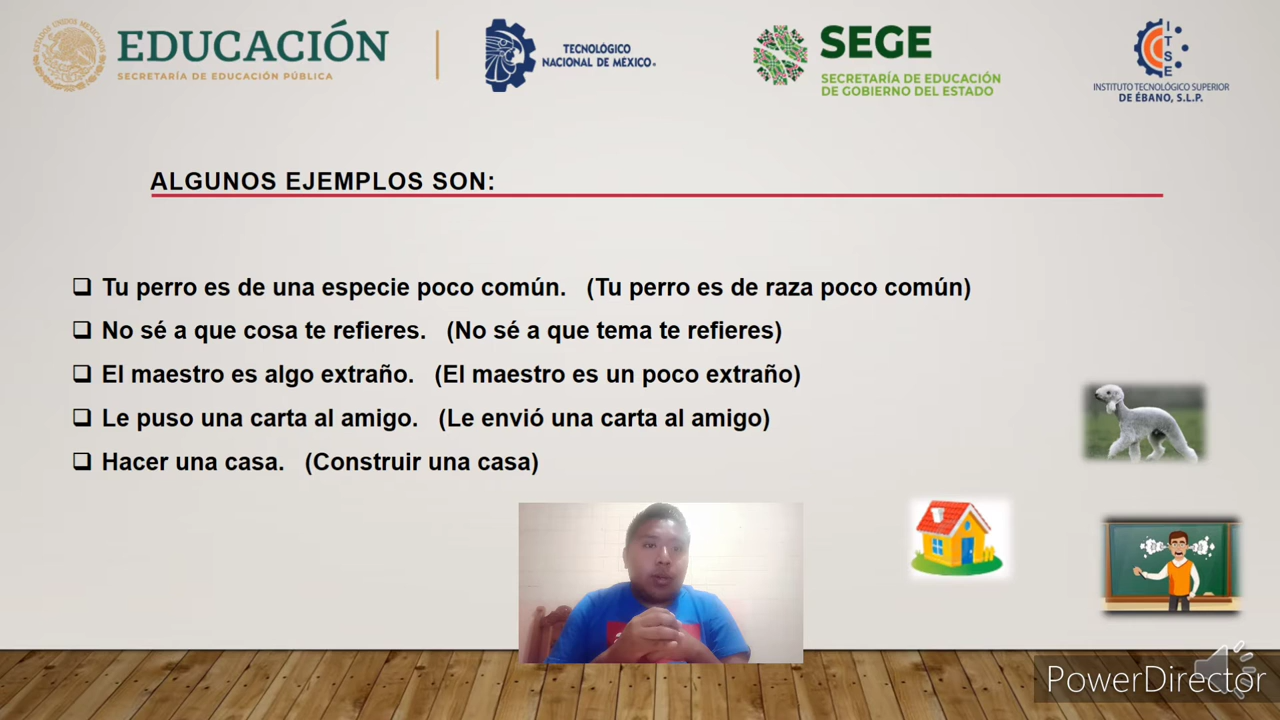 EDUCACIÓN
SECRETARÍA DE EDUCACIÓN PÚBLICA
TECNOLÓGICO
NACIONAL DE MÉXICO
SEGE
SECRETARÍA DE EDUCACIÓN
DE GOBIERNO DEL ESTADO
ITSE
INSTITUTO TECNOLÓGICO SUPERIOR
DE ÉBANO, S.L.P.
ALGUNOS EJEMPLOS SON:
Tu perro es de una especie poco común. (Tu perro es de raza poco común)
No sé a que cosa te refieres. (No sé a que tema te refieres)
El maestro es algo extraño. (El maestro es un poco extraño)
Le puso una carta al amigo. (Le envió una carta al amigo)
Hacer una casa. (Construir una casa)
PowerDirector